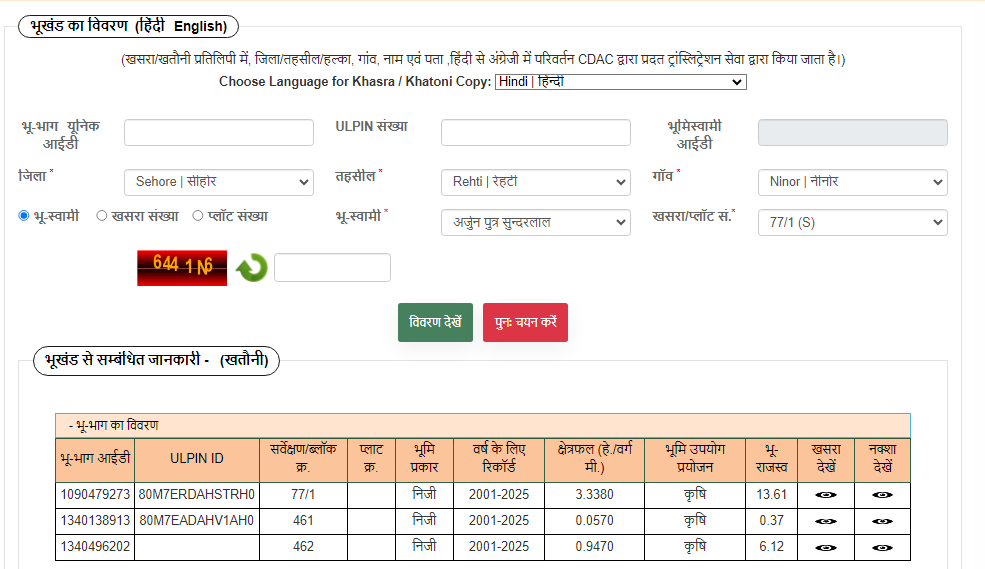 भूखंड का विवरण (हिंदी English)
(खसरा/खतौनी प्रतिलिपी में, जिला/तहसील/हल्का, गांव, नाम एवं पता ,हिंदी से अंग्रेजी में परिवर्तन CDAC द्वारा प्रदत ट्रांस्लिट्रेशन सेवा द्वारा किया जाता है।)
Choose Language for Khasra / Khatoni Copy: Hindi | हिन्दी
भू-भाग यूनिक आईडी
ULPIN संख्या
भूमिस्वामी आईडी
जिला * Sehore | सीहोर तहसील * Rehti | रेहटी गाँव * Ninor | नीनोर
भू-स्वामी खसरा संख्या प्लॉट संख्या भू-स्वामी * अर्जुन पुत्र सुन्दरलाल खसरा/प्लॉट सं.* 77/1 (S)
644 1N6
विवरण देखें पुनः चयन करें
भूखंड से सम्बंधित जानकारी - (खतौनी)
- भू-भाग का विवरण
भू-भाग आईडी ULPIN ID सर्वेक्षण/ब्लॉक क्र. प्लाट क्र. भूमि प्रकार वर्ष के लिए रिकॉर्ड क्षेत्रफल (हे./वर्ग मी.) भूमि उपयोग प्रयोजन भू-राजस्व खसरा देखें नक्शा देखें
1090479273 80M7ERDAHSTRH0 77/1 निजी 2001-2025 3.3380 कृषि 13.61
1340138913 80M7EADAHV1AH0 461 निजी 2001-2025 0.0570 कृषि 0.37
1340496202 462 निजी 2001-2025 0.9470 कृषि 6.12